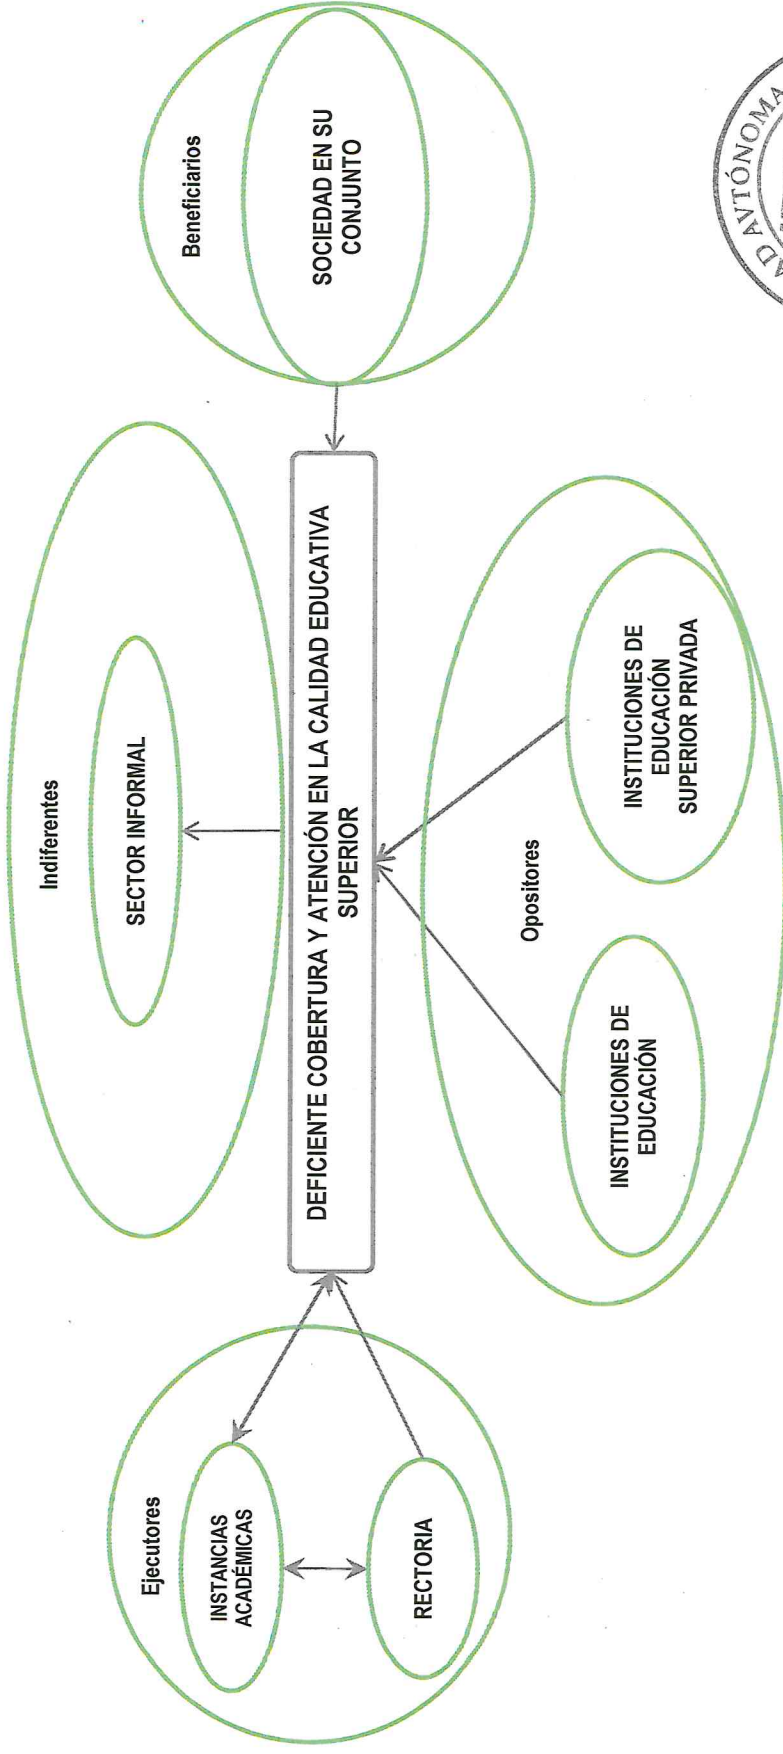 Ejecutores
INSTANCIAS
ACADÉMICAS
RECTORIA
Indiferentes
SECTOR INFORMAL
DEFICIENTE COBERTURA Y ATENCIÓN EN LA CALIDAD EDUCATIVA
SUPERIOR
Opositores
INSTITUCIONES DE
EDUCACIÓN
INSTITUCIONES DE
EDUCACIÓN
SUPERIOR PRIVADA
Beneficiarios
SOCIEDAD EN SU
CONJUNTO
AD AVTÓNOMA